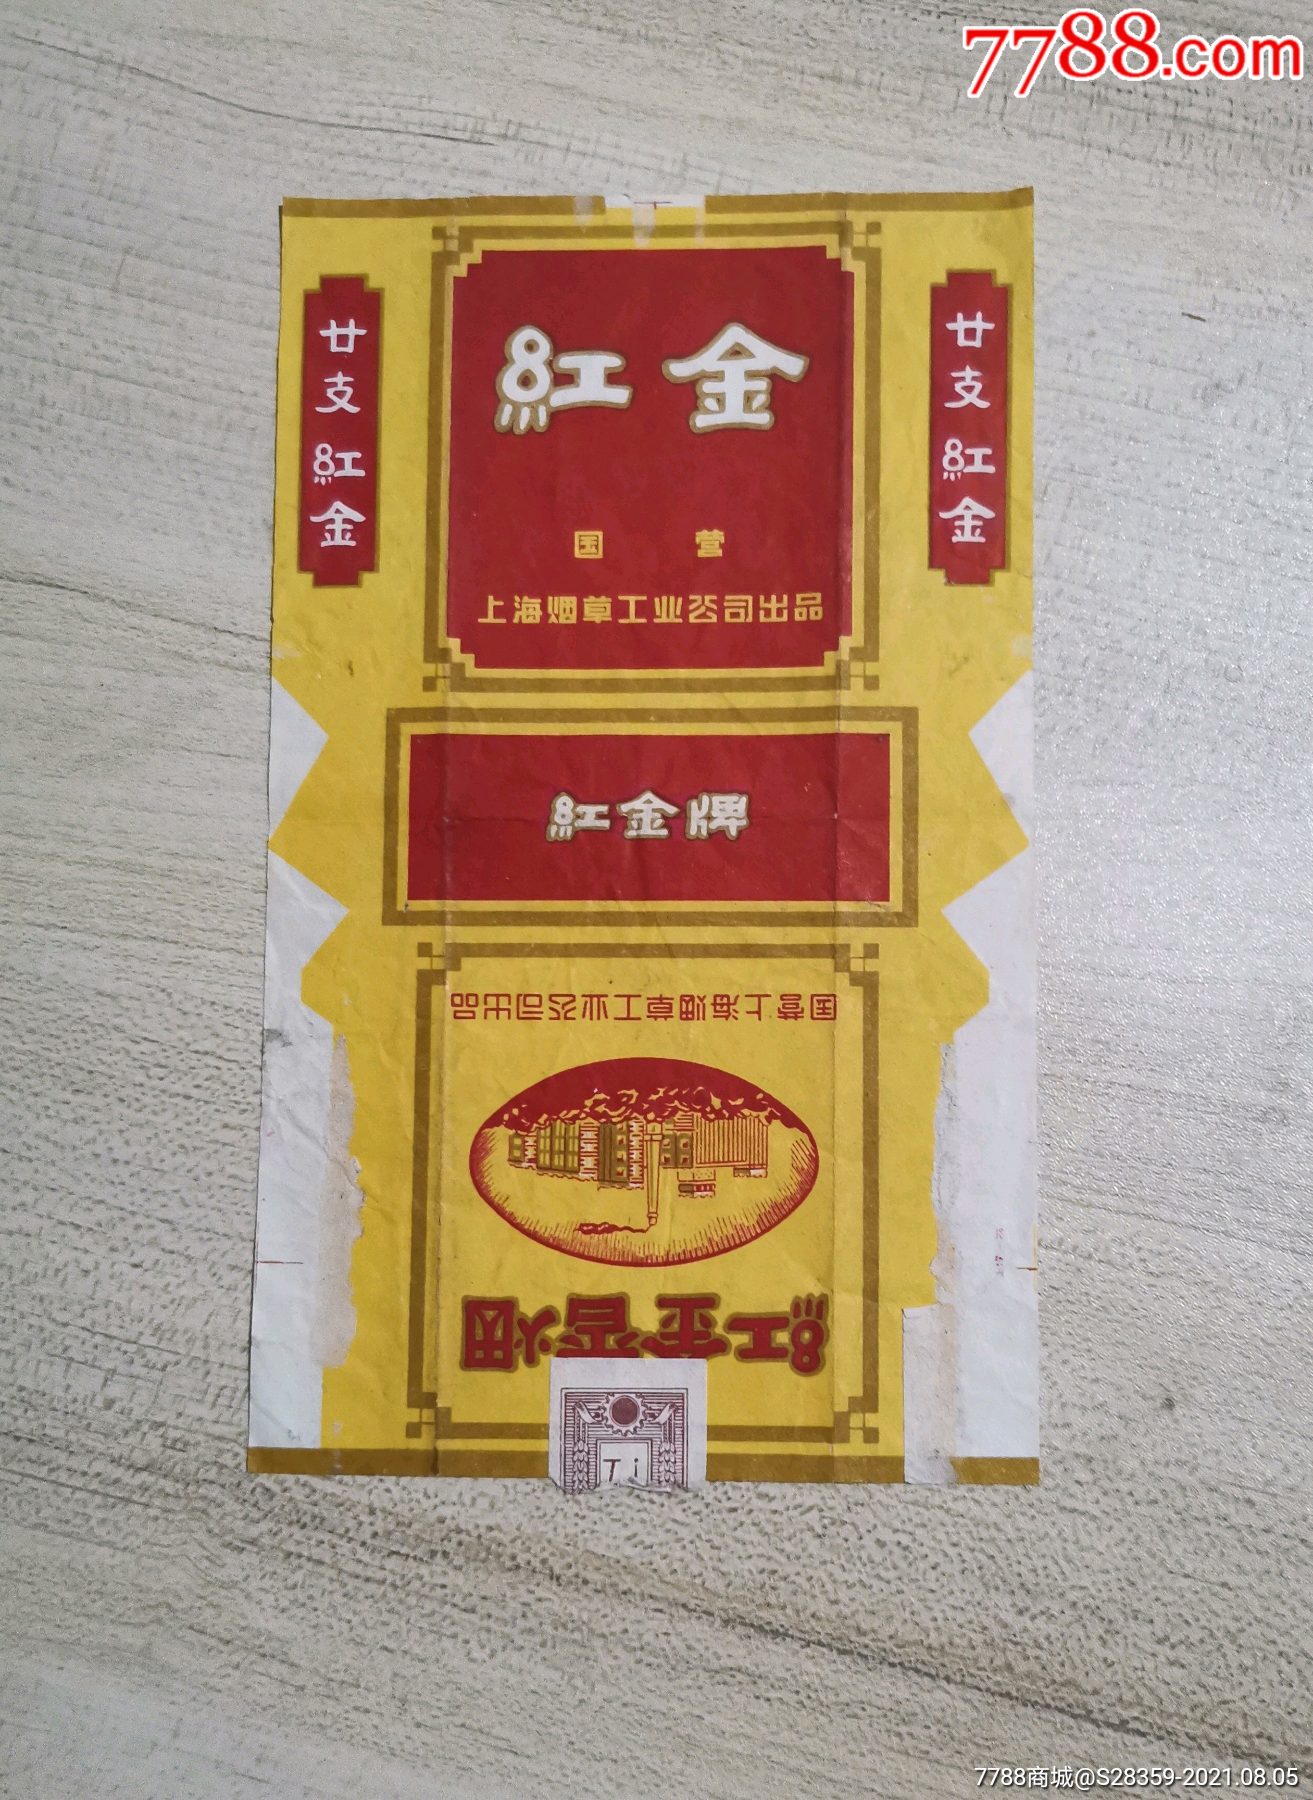 7788.com
廿支紅金
紅金
廿支紅金
国营
上海烟草工业公司出品
紅金牌
国营上海烟草工业公司出品
紅金香烟
Ti
7788商城@S28359-2021.08.05